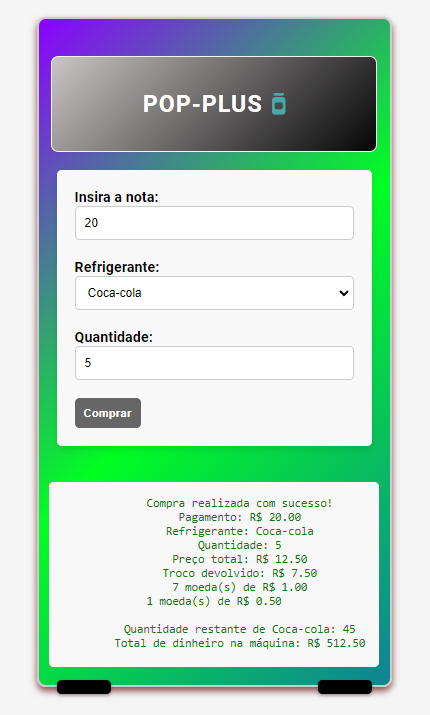 POP-PLUS
Insira a nota:
20
Refrigerante:
Coca-cola
Quantidade:
5
Comprar
Compra realizada com sucesso!
Pagamento: R$ 20.00
Refrigerante: Coca-cola
Quantidade: 5
Preço total: R$ 12.50
Troco devolvido: R$ 7.50
7 moeda(s) de R$ 1.00
1 moeda(s) de R$ 0.50
Quantidade restante de Coca-cola: 45
Total de dinheiro na máquina: R$ 512.50